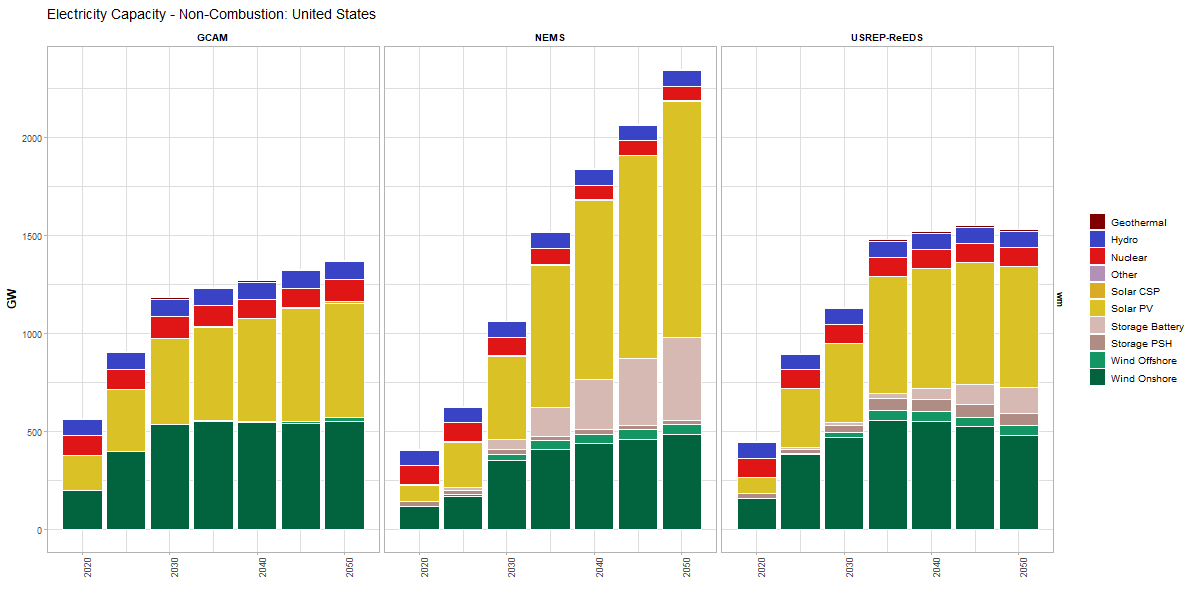 Electricity Capacity - Non-Combustion: United States
GCAM
NEMS
USREP-ReEDS
GW
2000
1500
1000
500
0
2020
2030
2040
2050
2020
2030
2040
2050
2020
2030
2040
2050
wm
Geothermal
Hydro
Nuclear
Other
Solar CSP
Solar PV
Storage Battery
Storage PSH
Wind Offshore
Wind Onshore